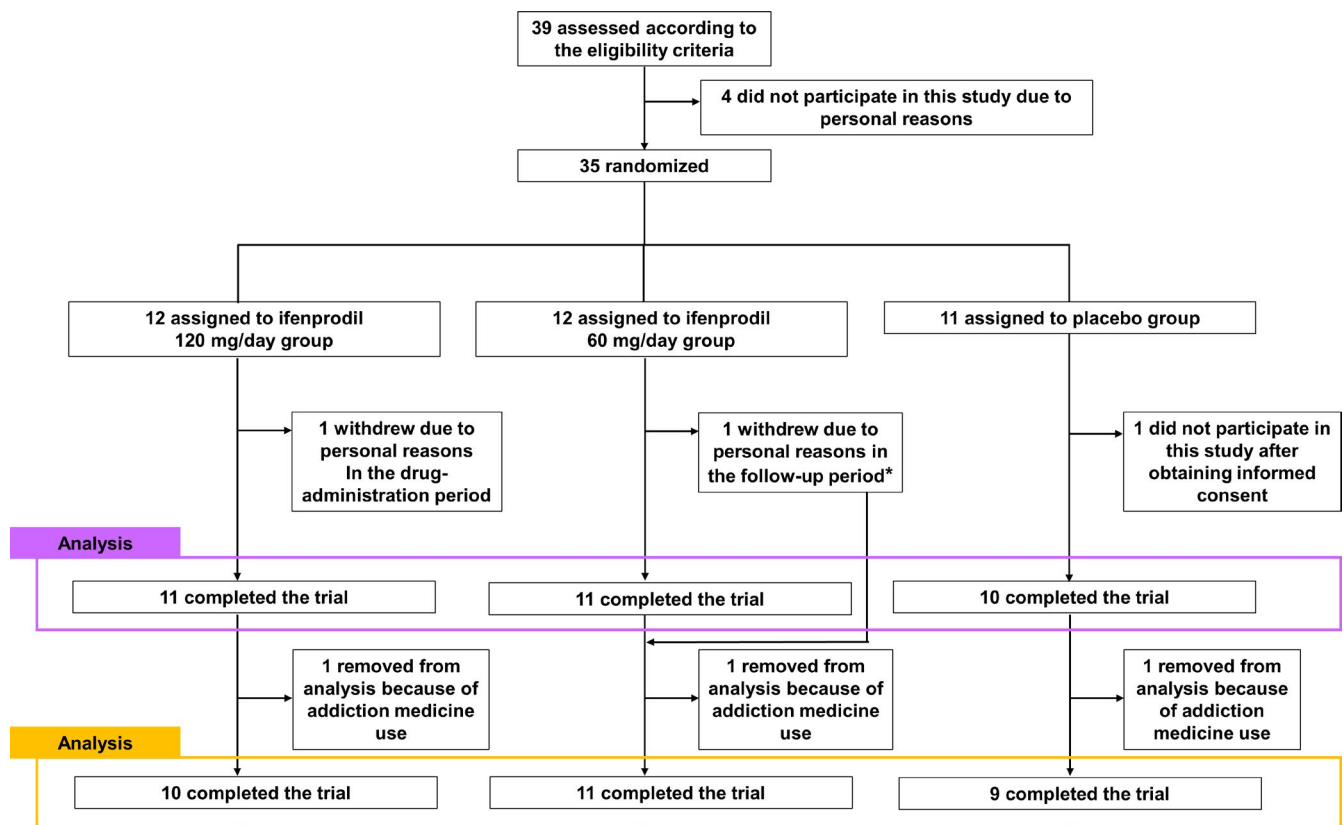 39 assessed according to
the eligibility criteria
4 did not participate in this study due to
personal reasons
35 randomized
12 assigned to ifenprodil
120 mg/day group
12 assigned to ifenprodil
60 mg/day group
11 assigned to placebo group
1 withdrew due to
personal reasons
In the drug-
administration period
1 withdrew due to
personal reasons in
the follow-up period*
1 did not participate in
this study after
obtaining informed
consent
Analysis
11 completed the trial
11 completed the trial
10 completed the trial
1 removed from
analysis because of
addiction medicine
use
1 removed from
analysis because of
addiction medicine
use
1 removed from
analysis because
of addiction
medicine use
Analysis
10 completed the trial
11 completed the trial
9 completed the trial